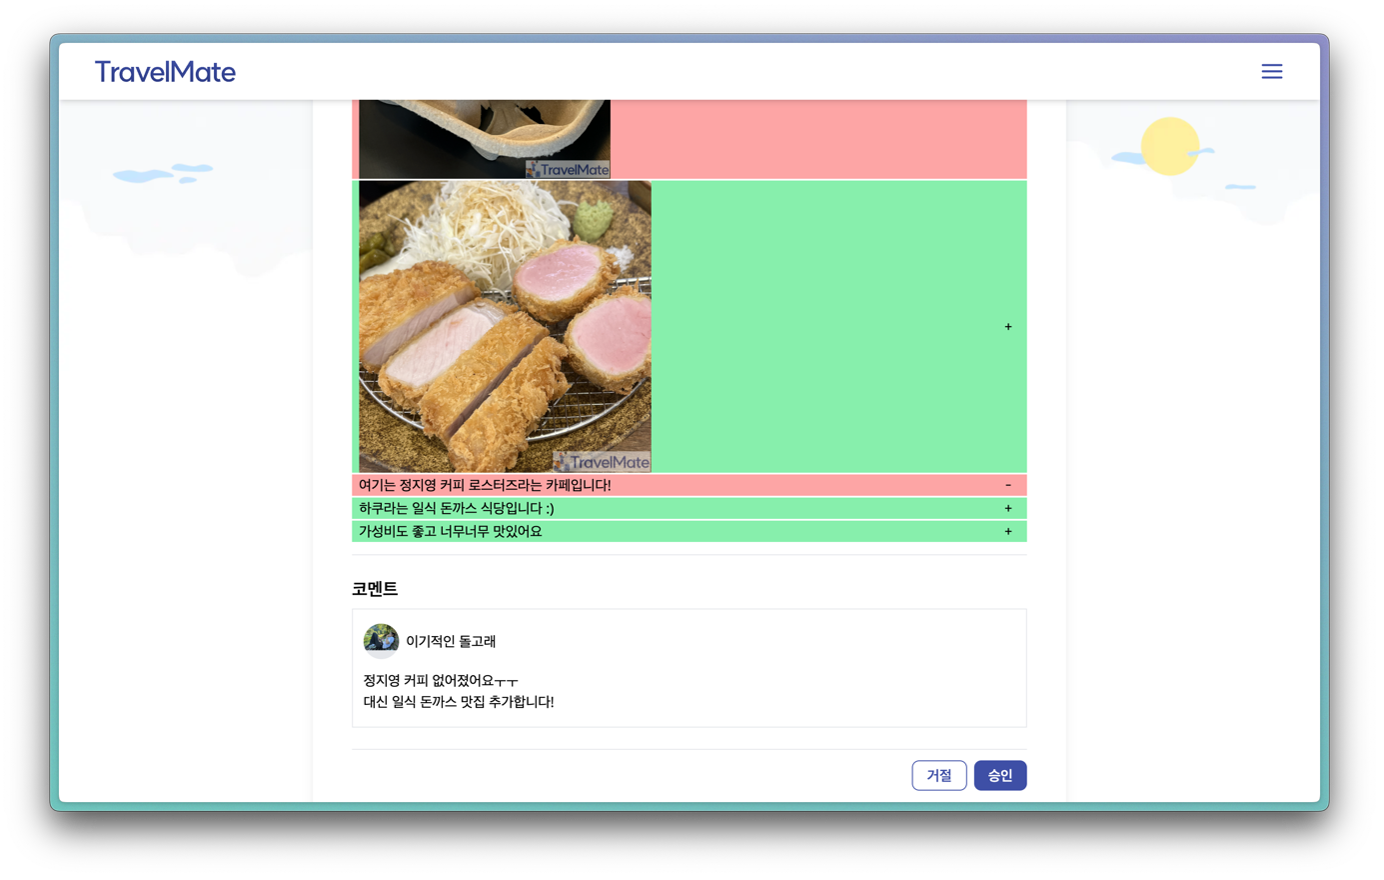 TravelMate
TravelMate
+
TravelMate
여기는 정지영 커피 로스터즈라는 카페입니다! -
하쿠라는 일식 돈까스 식당입니다 :) +
가성비도 좋고 너무너무 맛있어요 +
코멘트
이기적인 돌고래
정지영 커피 없어졌어요ㅜㅜ
대신 일식 돈까스 맛집 추가합니다!
거절 승인